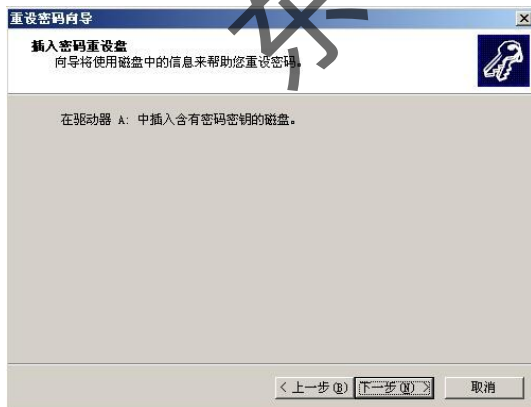 重设密码向导
插入密码重设盘
向导将使用磁盘中的信息来帮助您重设密码。
在驱动器 A: 中插入含有密码密钥的磁盘。
< 上一步(B) 下一步(N) > 取消